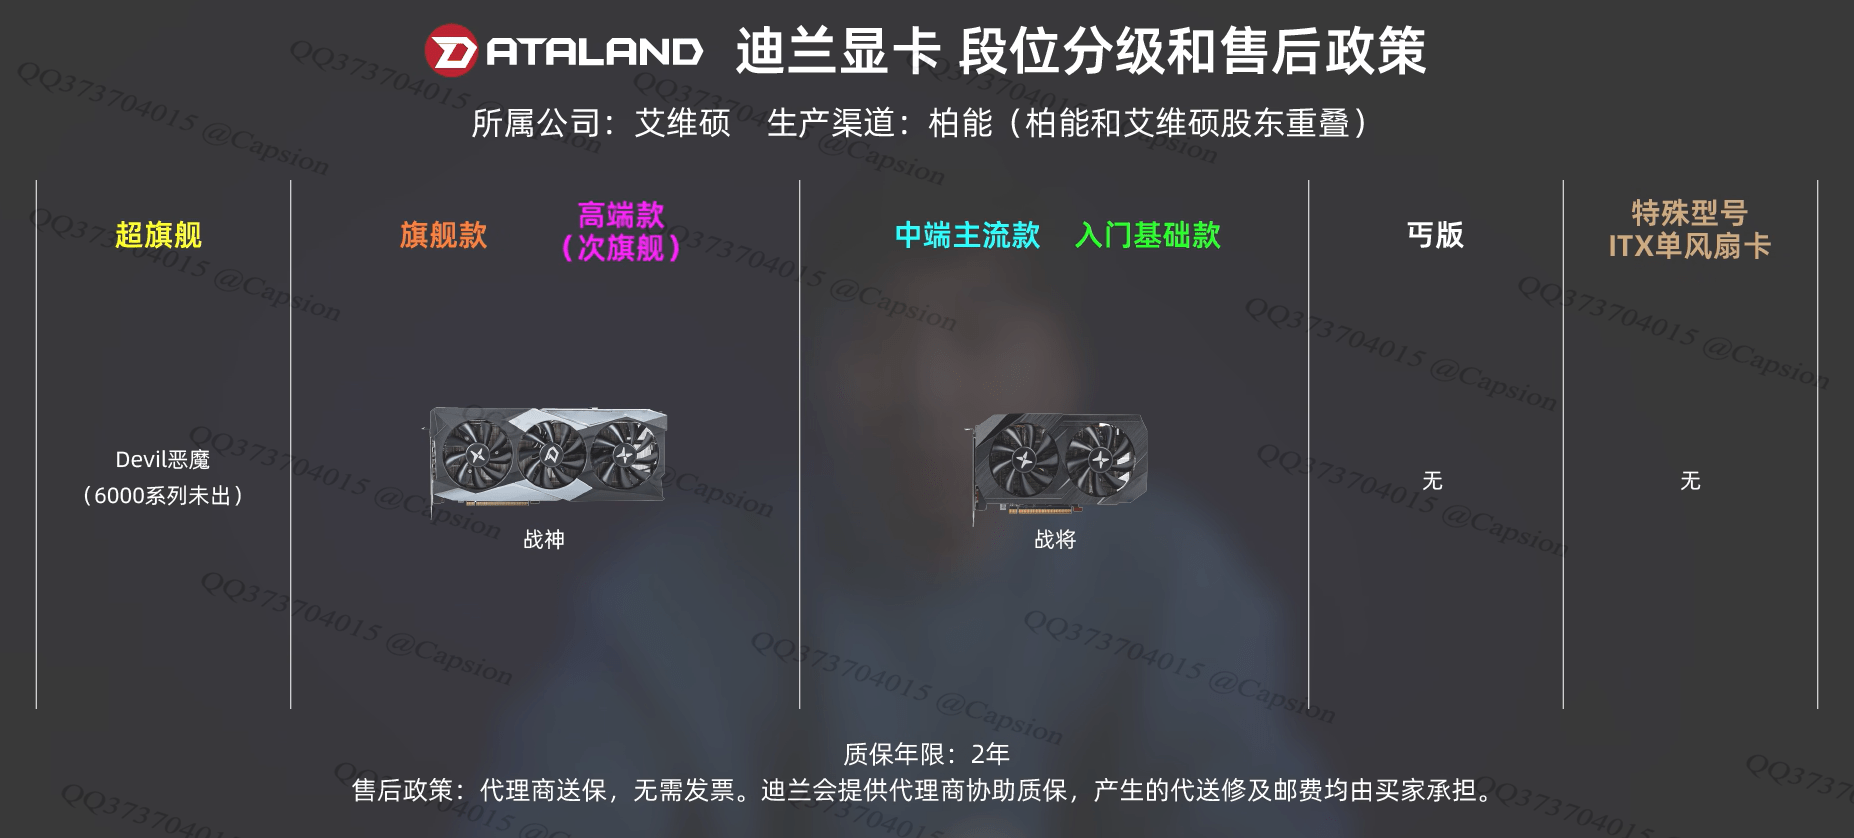 DATALAND 迪兰显卡 段位分级和售后政策
所属公司：艾维硕 生产渠道：柏能（柏能和艾维硕股东重叠）
超旗舰
旗舰款
高端款
（次旗舰）
中端主流款
入门基础款
丐版
特殊型号
ITX单风扇卡
Devil恶魔
（6000系列未出）
战神
战将
无
无
质保年限：2年
售后政策：代理商送保，无需发票。迪兰会提供代理商协助质保，产生的代送修及邮费均由买家承担。
QQ373704015 @Capsion